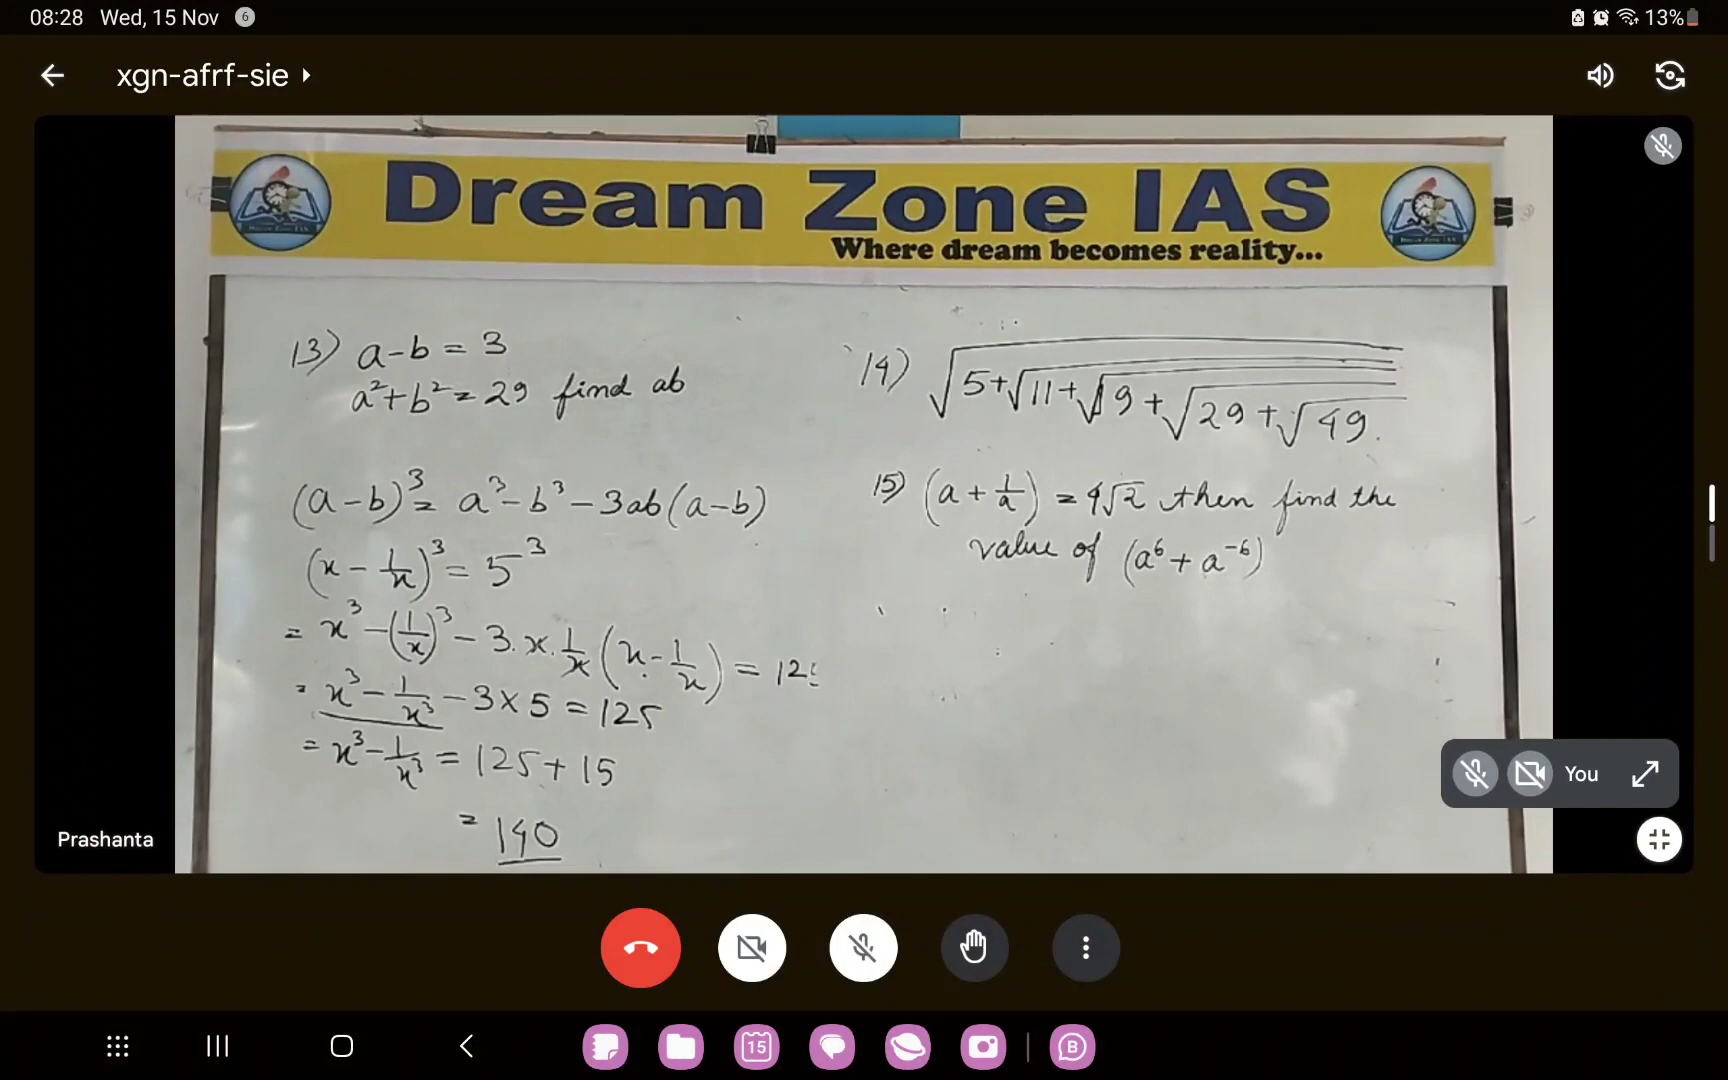 08:28 Wed, 15 Nov 6
13%
xgn-afrf-sie
Dream Zone IAS
Where dream becomes reality...
13) a-b = 3
a²+b² = 29 find ab
(a-b)³ = a³-b³-3ab(a-b)
(x - 1/x)³ = 5³
= x³ - (1/x)³ - 3.x.1/x (x - 1/x) = 125
= x³ - 1/x³ - 3×5 = 125
= x³ - 1/x³ = 125 + 15
= 140
14) √(5+√(11+√(19+√(29+√49.
15) (a + 1/a) = 4√2 then find the
value of (a⁶ + a⁻⁶)
You
Prashanta
15
B